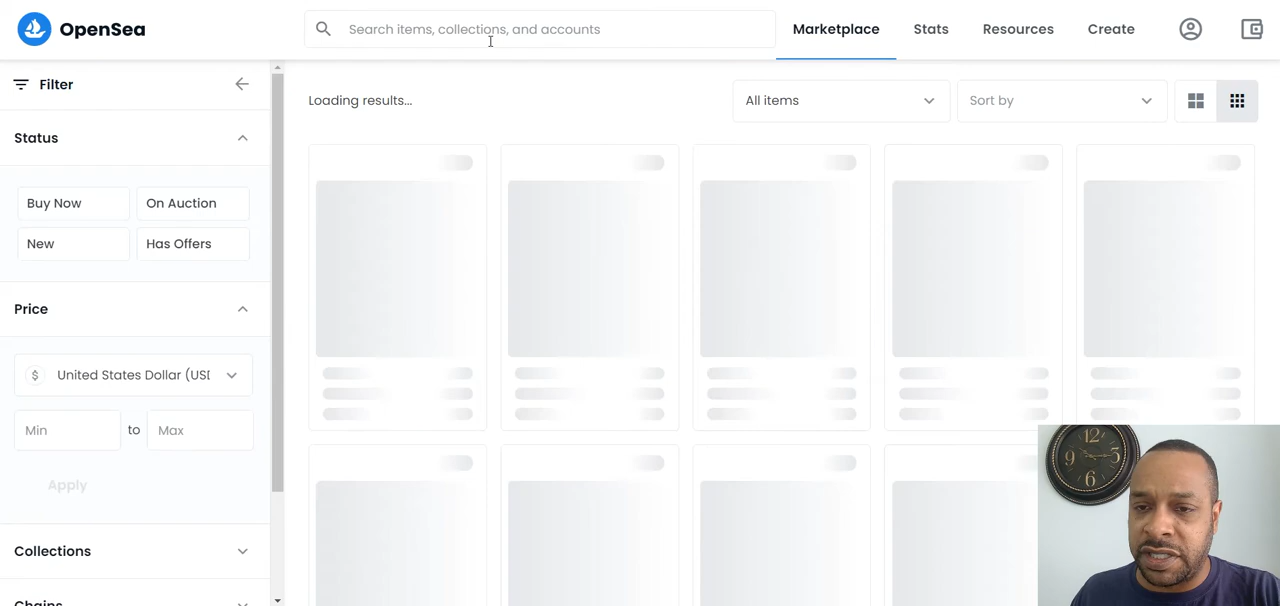 OpenSea
Search items, collections, and accounts
Marketplace
Stats
Resources
Create
Filter
Loading results...
All items
Sort by
Status
Buy Now
On Auction
New
Has Offers
Price
$ United States Dollar (USD
Min to Max
Apply
Collections
Chains
12
9
3
6